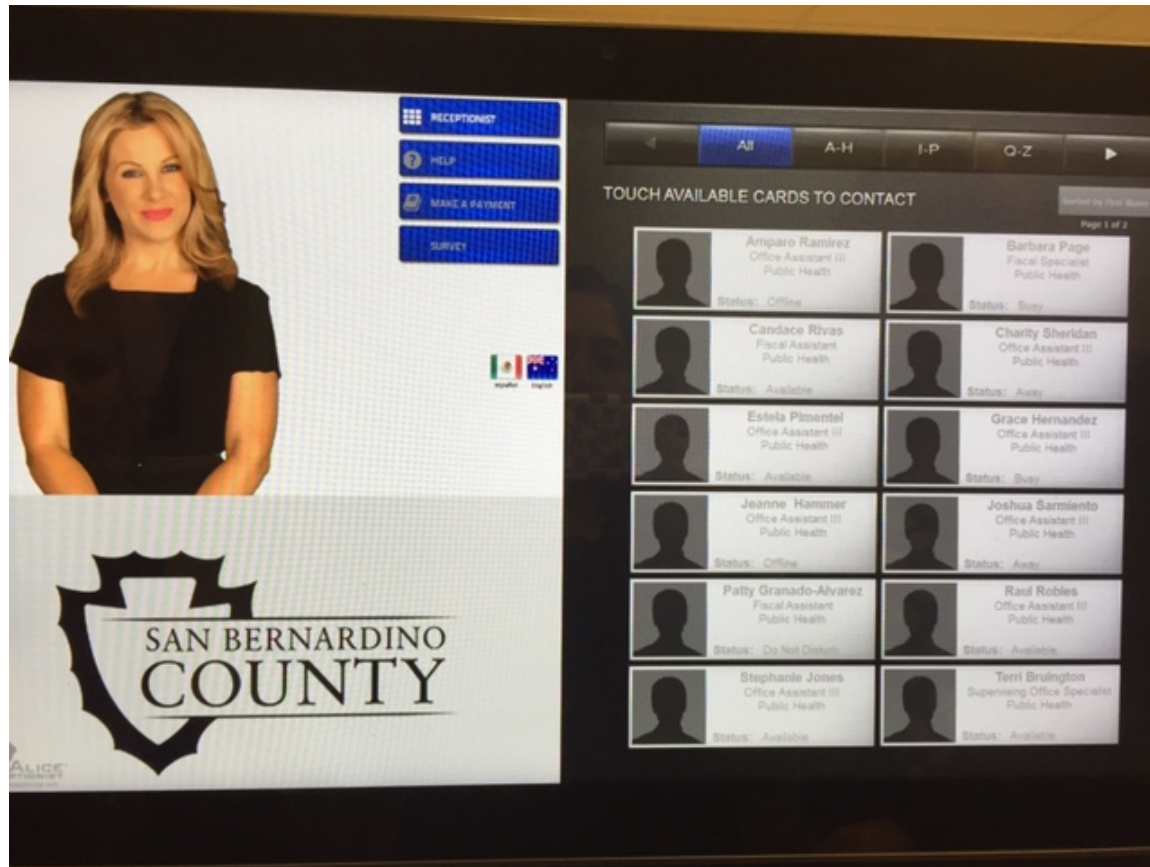 RECEPTIONIST
HELP
MAKE A PAYMENT
SURVEY
español English
SAN BERNARDINO
COUNTY
ALICE
All A-H I-P Q-Z
TOUCH AVAILABLE CARDS TO CONTACT
Sorted by First Name
Page 1 of 2
Amparo Ramirez
Office Assistant III
Public Health
Status: Offline
Barbara Page
Fiscal Specialist
Public Health
Status: Busy
Candace Rivas
Fiscal Assistant
Public Health
Status: Available
Charity Sheridan
Office Assistant III
Public Health
Status: Away
Estela Pimentel
Office Assistant III
Public Health
Status: Available
Grace Hernandez
Office Assistant III
Public Health
Status: Busy
Jeanne Hammer
Office Assistant III
Public Health
Status: Offline
Joshua Sarmiento
Office Assistant III
Public Health
Status: Away
Patty Granado-Alvarez
Fiscal Assistant
Public Health
Status: Do Not Disturb
Raul Robles
Office Assistant III
Public Health
Status: Available
Stephanie Jones
Office Assistant III
Public Health
Status: Available
Terri Bruington
Supervising Office Specialist
Public Health
Status: Available